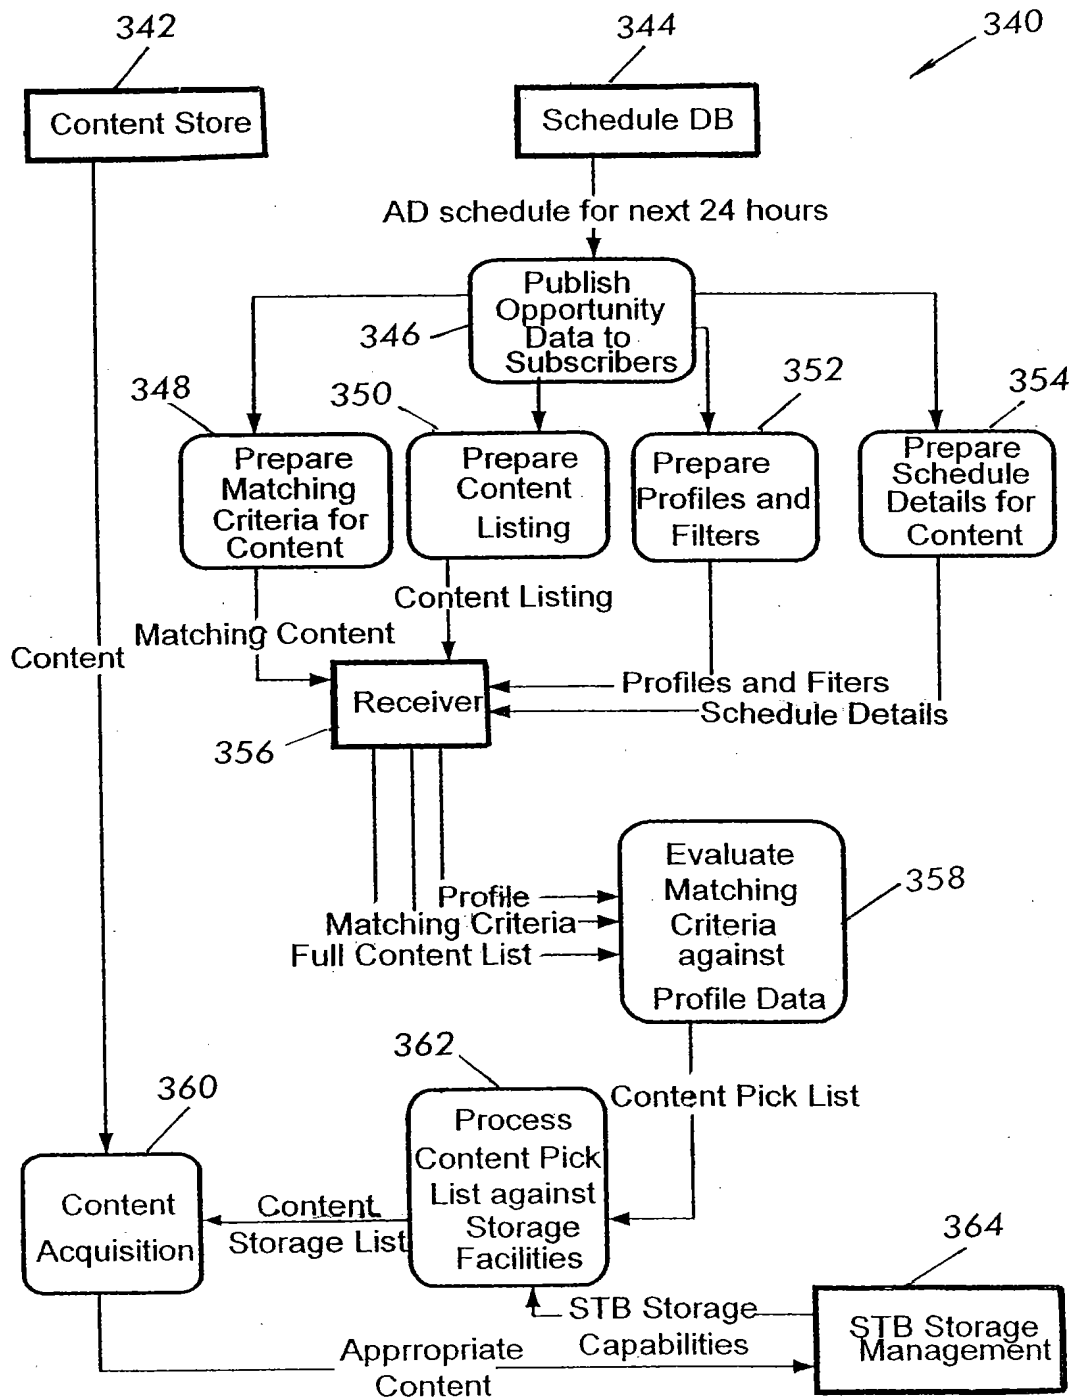 342
344
340
Content Store
Schedule DB
AD schedule for next 24 hours
Publish
Opportunity
Data to
Subscribers
346
348
350
352
354
Prepare
Matching
Criteria for
Content
Prepare
Content
Listing
Prepare
Profiles and
Filters
Prepare
Schedule
Details for
Content
Content Listing
Matching Content
Content
Receiver
356
Profiles and Fiters
Schedule Details
Profile
Matching Criteria
Full Content List
Evaluate
Matching
Criteria
against
Profile Data
358
Content Pick List
362
360
Process
Content Pick
List against
Storage
Facilities
Content
Acquisition
Content
Storage List
364
STB Storage
Capabilities
STB Storage
Management
Apprropriate
Content